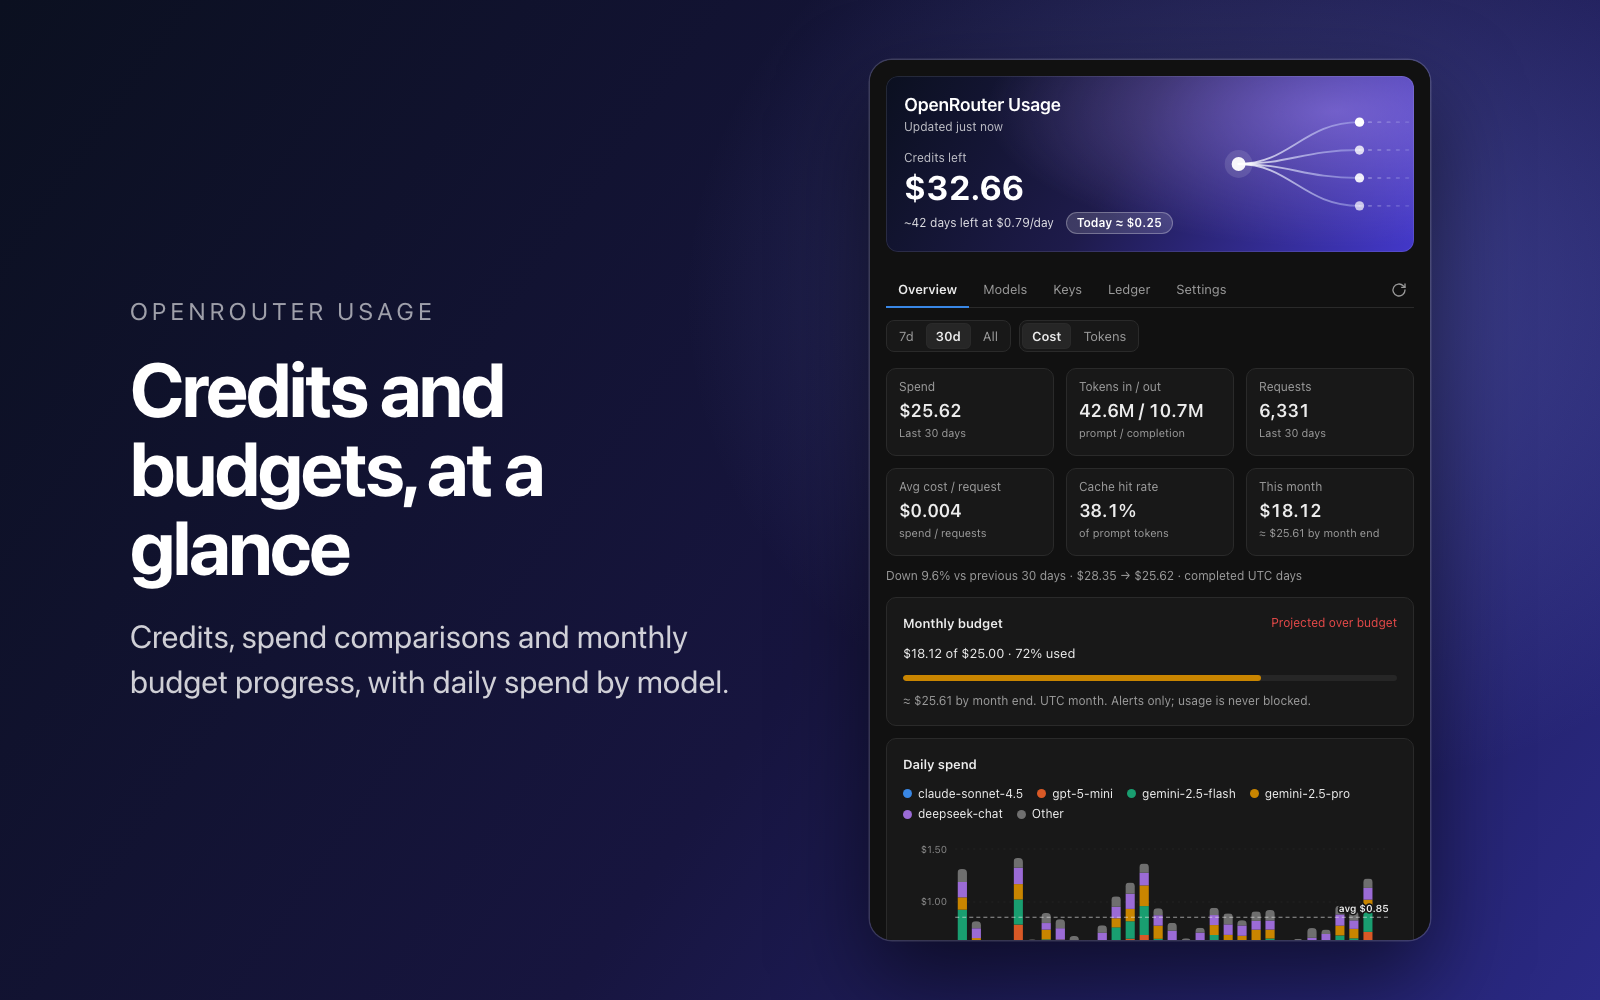 OPENROUTER USAGE
Credits and
budgets, at a
glance
Credits, spend comparisons and monthly
budget progress, with daily spend by model.
OpenRouter Usage
Updated just now
Credits left
$32.66
~42 days left at $0.79/day Today ≈ $0.25
Overview Models Keys Ledger Settings
7d 30d All Cost Tokens
Spend
$25.62
Last 30 days
Tokens in / out
42.6M / 10.7M
prompt / completion
Requests
6,331
Last 30 days
Avg cost / request
$0.004
spend / requests
Cache hit rate
38.1%
of prompt tokens
This month
$18.12
≈ $25.61 by month end
Down 9.6% vs previous 30 days · $28.35 → $25.62 · completed UTC days
Monthly budget Projected over budget
$18.12 of $25.00 · 72% used
≈ $25.61 by month end. UTC month. Alerts only; usage is never blocked.
Daily spend
claude-sonnet-4.5 gpt-5-mini gemini-2.5-flash gemini-2.5-pro
deepseek-chat Other
$1.50
$1.00
avg $0.85